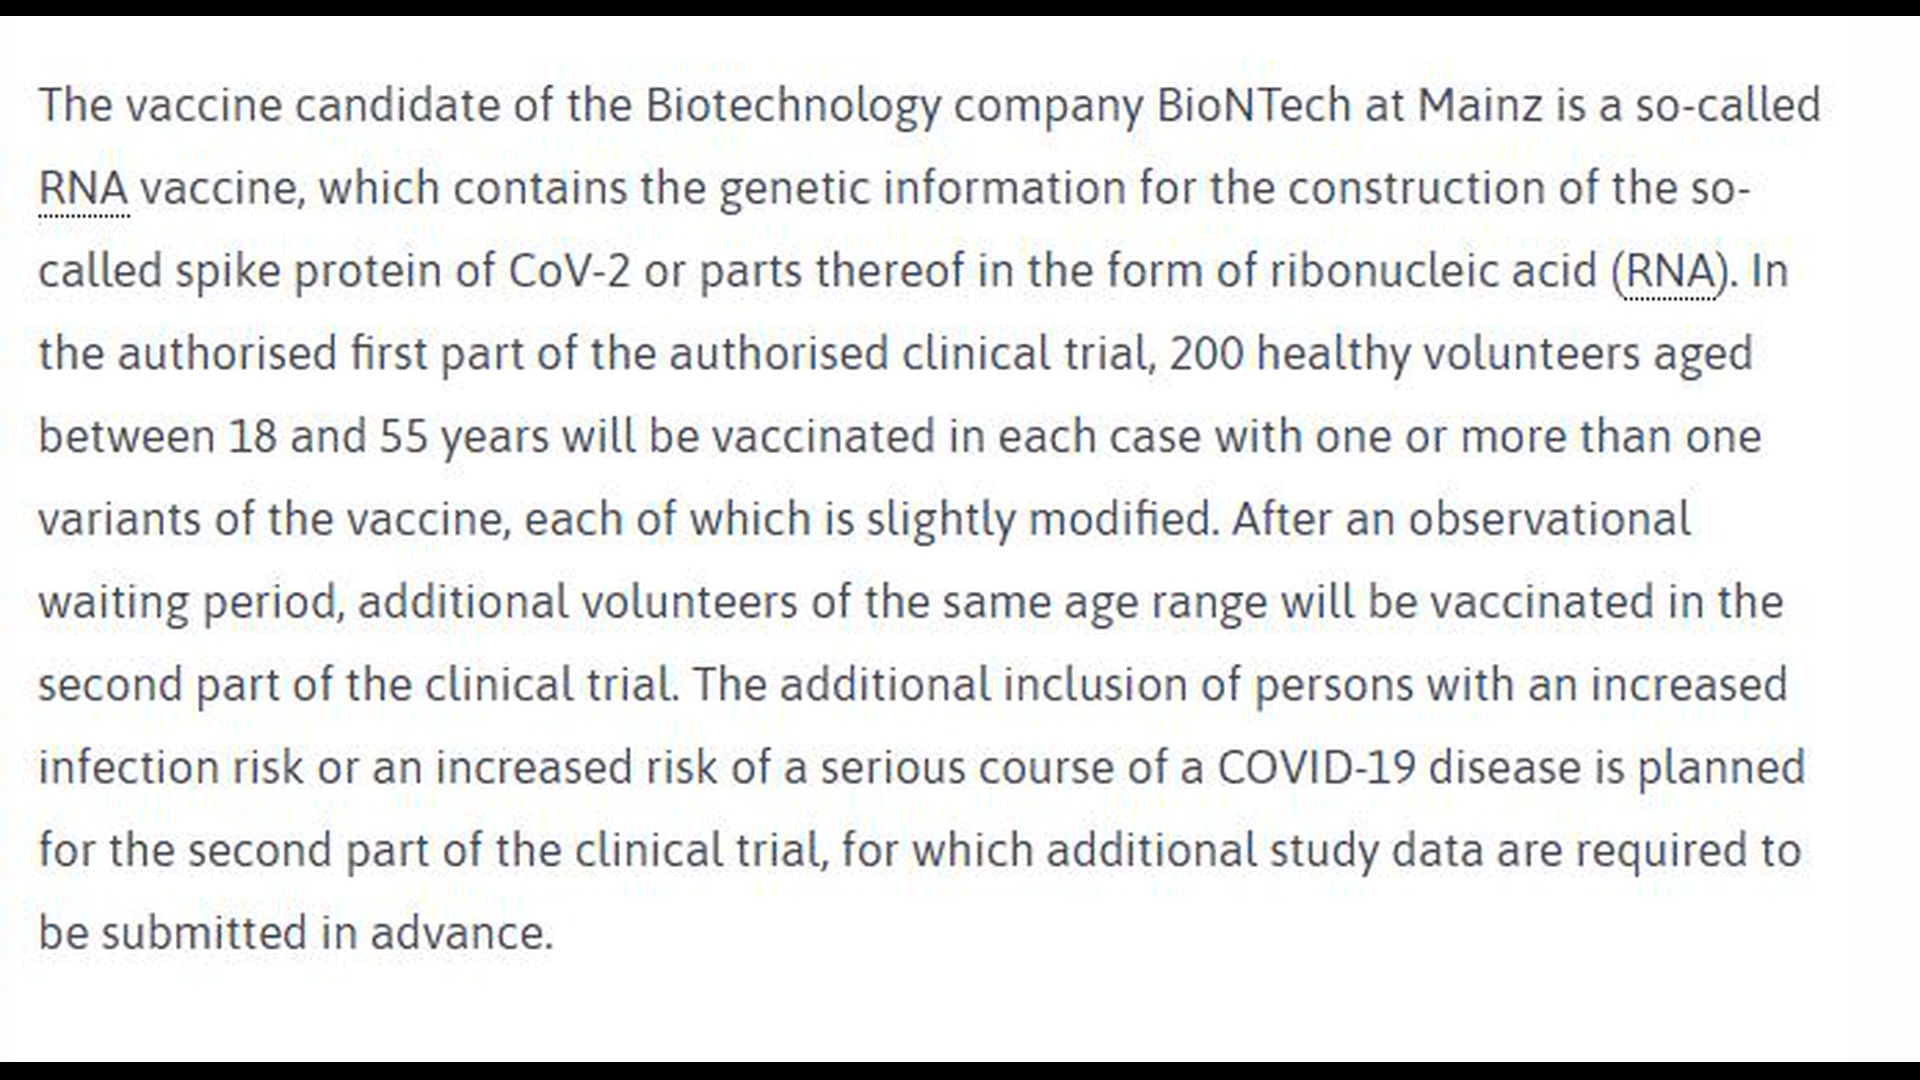 The vaccine candidate of the Biotechnology company BioNTech at Mainz is a so-called
RNA vaccine, which contains the genetic information for the construction of the so-
called spike protein of CoV-2 or parts thereof in the form of ribonucleic acid (RNA). In
the authorised first part of the authorised clinical trial, 200 healthy volunteers aged
between 18 and 55 years will be vaccinated in each case with one or more than one
variants of the vaccine, each of which is slightly modified. After an observational
waiting period, additional volunteers of the same age range will be vaccinated in the
second part of the clinical trial. The additional inclusion of persons with an increased
infection risk or an increased risk of a serious course of a COVID-19 disease is planned
for the second part of the clinical trial, for which additional study data are required to
be submitted in advance.